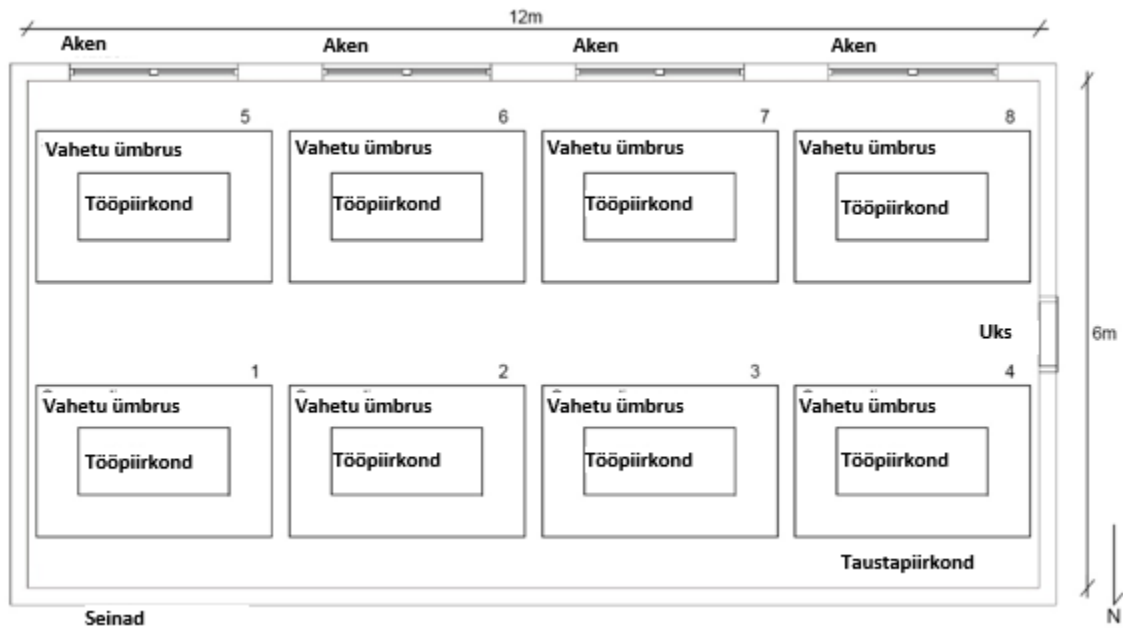 12m
Aken Aken Aken Aken
5 6 7 8
Vahetu ümbrus Vahetu ümbrus Vahetu ümbrus Vahetu ümbrus
Tööpiirkond Tööpiirkond Tööpiirkond Tööpiirkond
Uks 6m
1 2 3 4
Vahetu ümbrus Vahetu ümbrus Vahetu ümbrus Vahetu ümbrus
Tööpiirkond Tööpiirkond Tööpiirkond Tööpiirkond
Taustapiirkond
N
Seinad